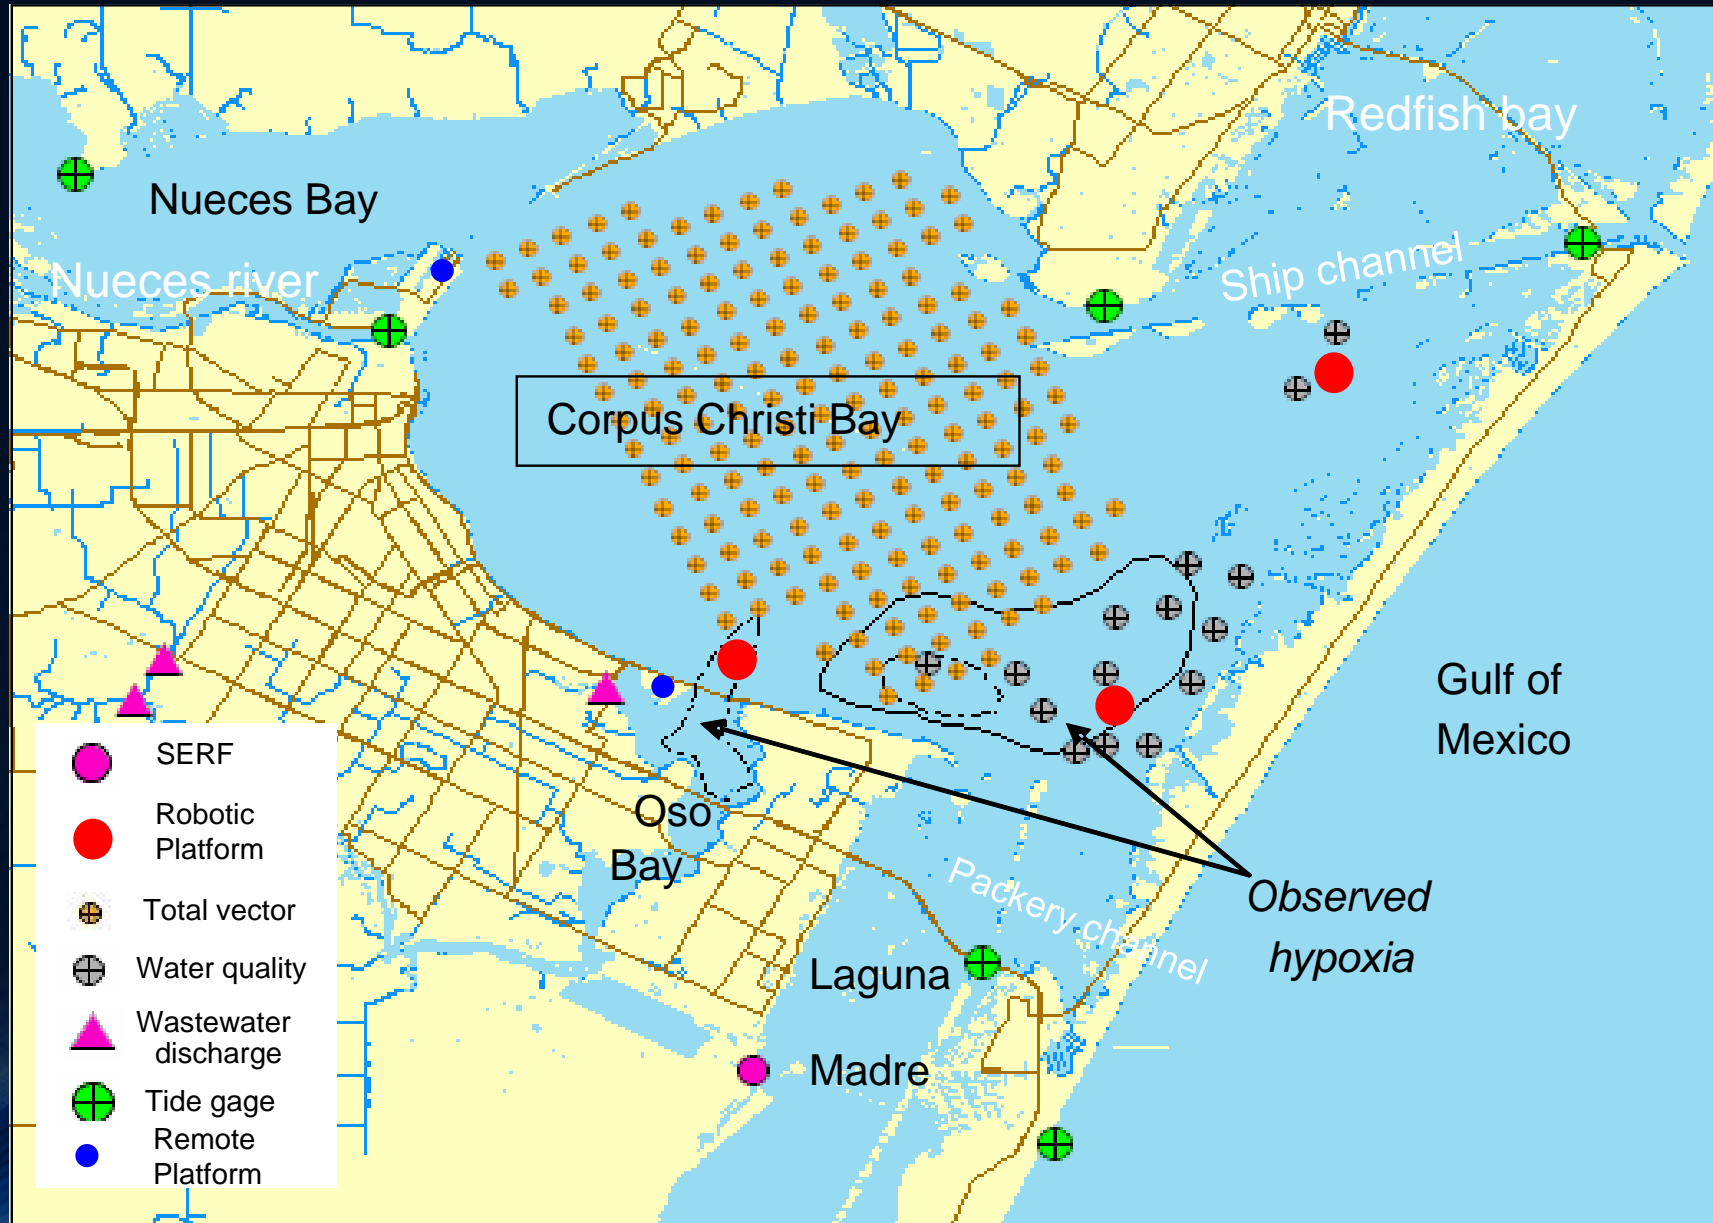 Redfish bay
Nueces Bay
Nueces river
Ship channel
Corpus Christi Bay
Gulf of
Mexico
Oso
Bay
Packery channel
Observed
hypoxia
Laguna
Madre
SERF
Robotic
Platform
Total vector
Water quality
Wastewater
discharge
Tide gage
Remote
Platform